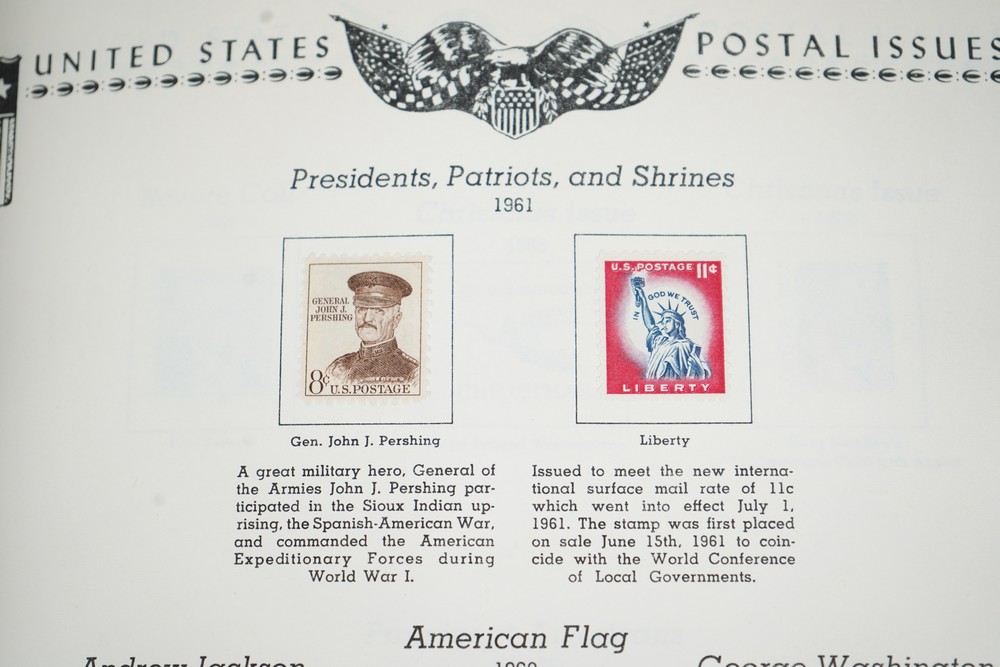 UNITED STATES
POSTAL ISSUES
Presidents, Patriots, and Shrines
1961
GENERAL
JOHN J.
PERSHING
8¢
U.S. POSTAGE
U.S. POSTAGE 11¢
IN GOD WE TRUST
LIBERTY
Gen. John J. Pershing
A great military hero, General of
the Armies John J. Pershing par-
ticipated in the Sioux Indian up-
rising, the Spanish-American War,
and commanded the American
Expeditionary Forces during
World War I.
Liberty
Issued to meet the new interna-
tional surface mail rate of 11c
which went into effect July 1,
1961. The stamp was first placed
on sale June 15th, 1961 to coin-
cide with the World Conference
of Local Governments.
American Flag
Andrew Jackson
George Washington